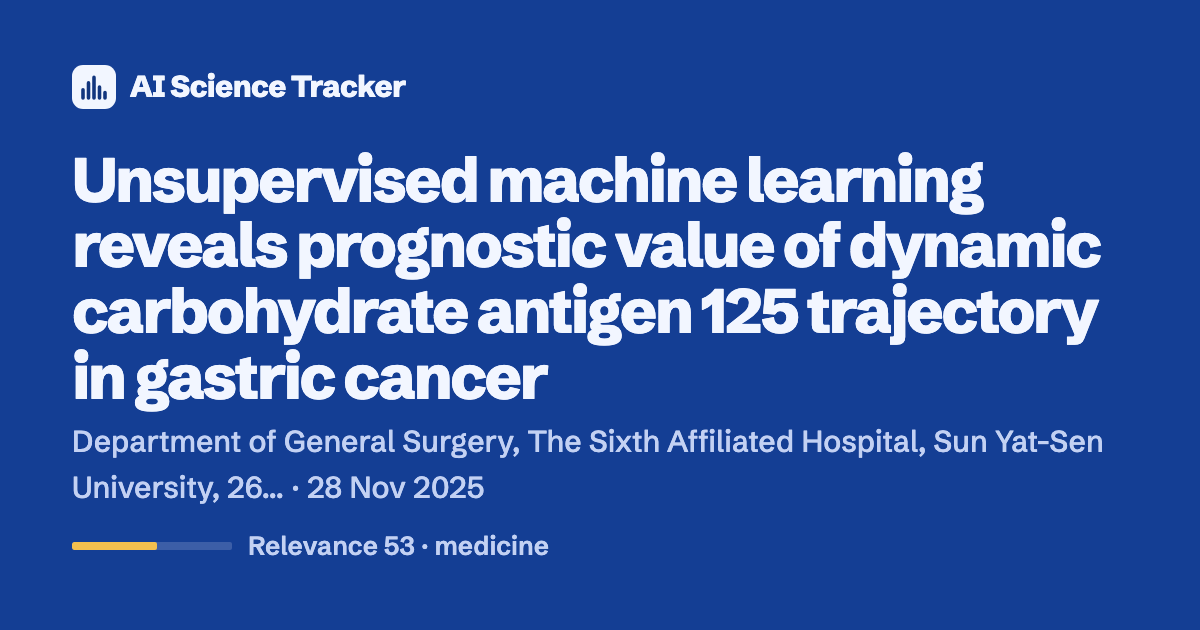 AI Science Tracker
Unsupervised machine learning
reveals prognostic value of dynamic
carbohydrate antigen 125 trajectory
in gastric cancer
Department of General Surgery, The Sixth Affiliated Hospital, Sun Yat-Sen
University, 26... · 28 Nov 2025
Relevance 53 · medicine